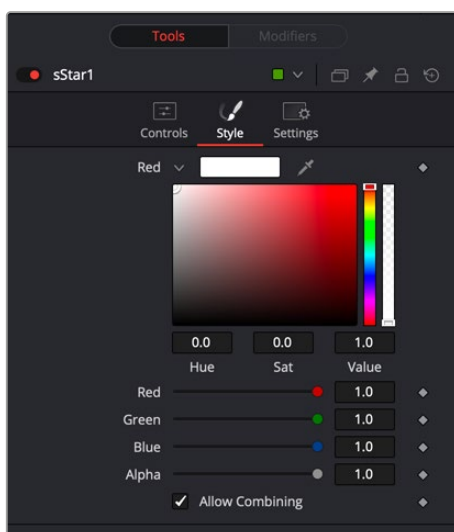 Tools Modifiers
sStar1
Controls Style Settings
Red
0.0 0.0 1.0
Hue Sat Value
Red 1.0
Green 1.0
Blue 1.0
Alpha 1.0
Allow Combining